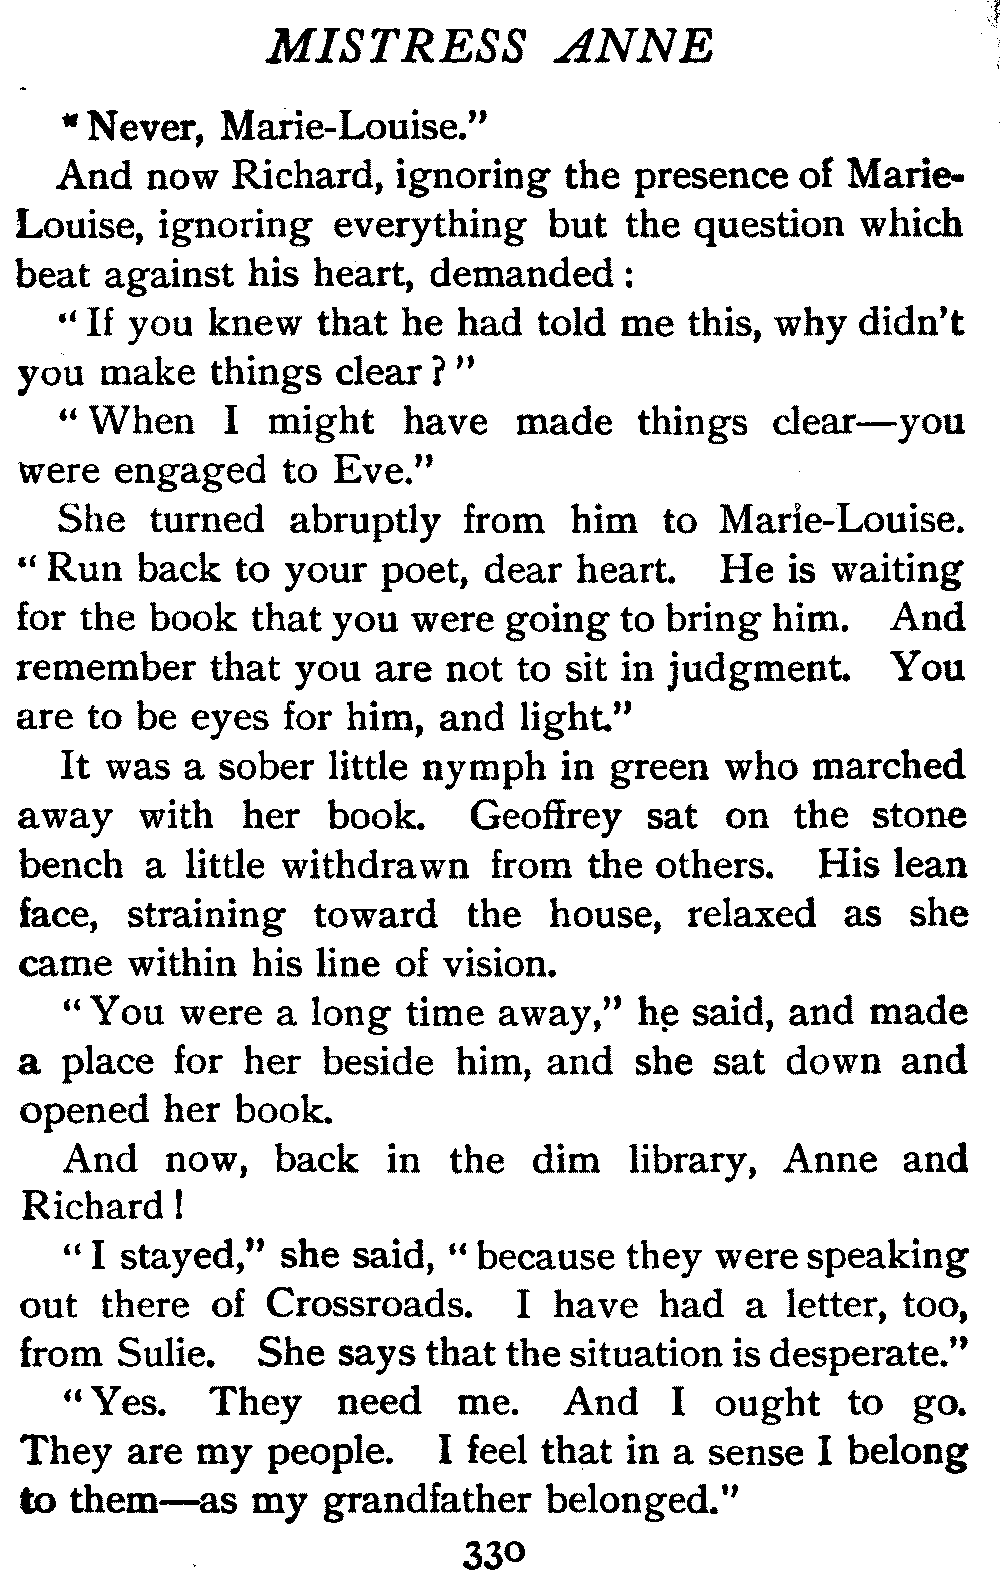 MISTRESS ANNE
"Never, Marie-Louise."
And now Richard, ignoring the presence of Marie-
Louise, ignoring everything but the question which
beat against his heart, demanded:
"If you knew that he had told me this, why didn't
you make things clear?"
"When I might have made things clear—you
were engaged to Eve."
She turned abruptly from him to Marie-Louise.
"Run back to your poet, dear heart. He is waiting
for the book that you were going to bring him. And
remember that you are not to sit in judgment. You
are to be eyes for him, and light."
It was a sober little nymph in green who marched
away with her book. Geoffrey sat on the stone
bench a little withdrawn from the others. His lean
face, straining toward the house, relaxed as she
came within his line of vision.
"You were a long time away," he said, and made
a place for her beside him, and she sat down and
opened her book.
And now, back in the dim library, Anne and
Richard!
"I stayed," she said, "because they were speaking
out there of Crossroads. I have had a letter, too,
from Sulie. She says that the situation is desperate."
"Yes. They need me. And I ought to go.
They are my people. I feel that in a sense I belong
to them—as my grandfather belonged."
330